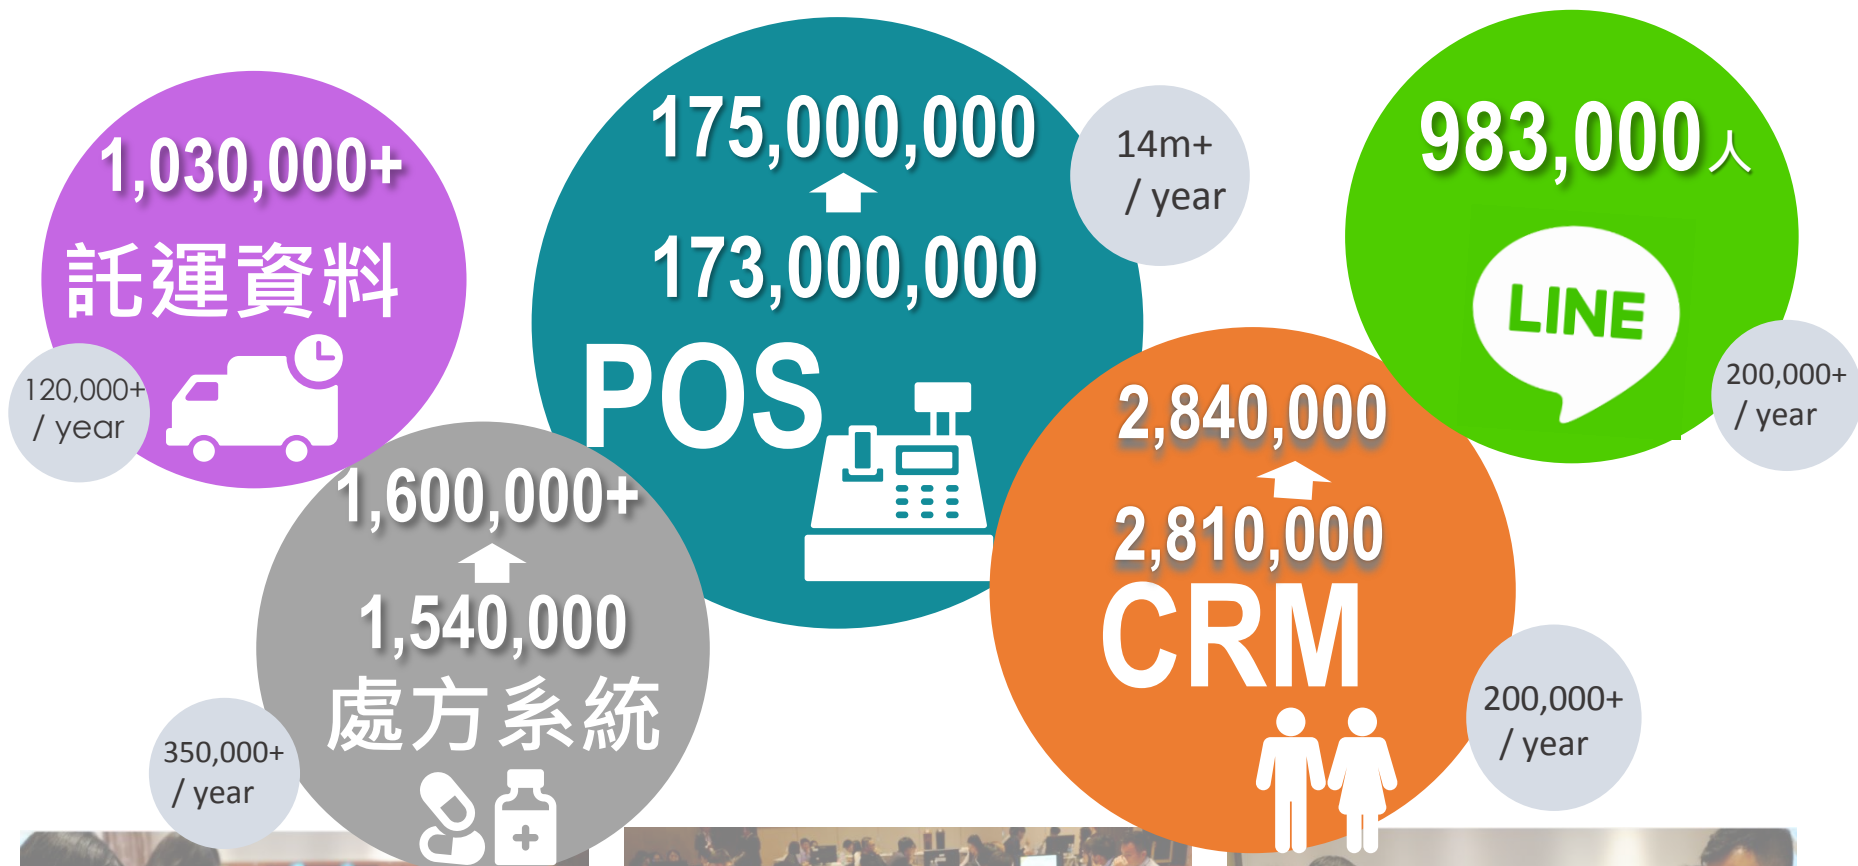 1,030,000+
託運資料
120,000+
/ year
175,000,000
173,000,000
POS
14m+
/ year
983,000人
LINE
200,000+
/ year
1,600,000+
1,540,000
處方系統
350,000+
/ year
2,840,000
2,810,000
CRM
200,000+
/ year